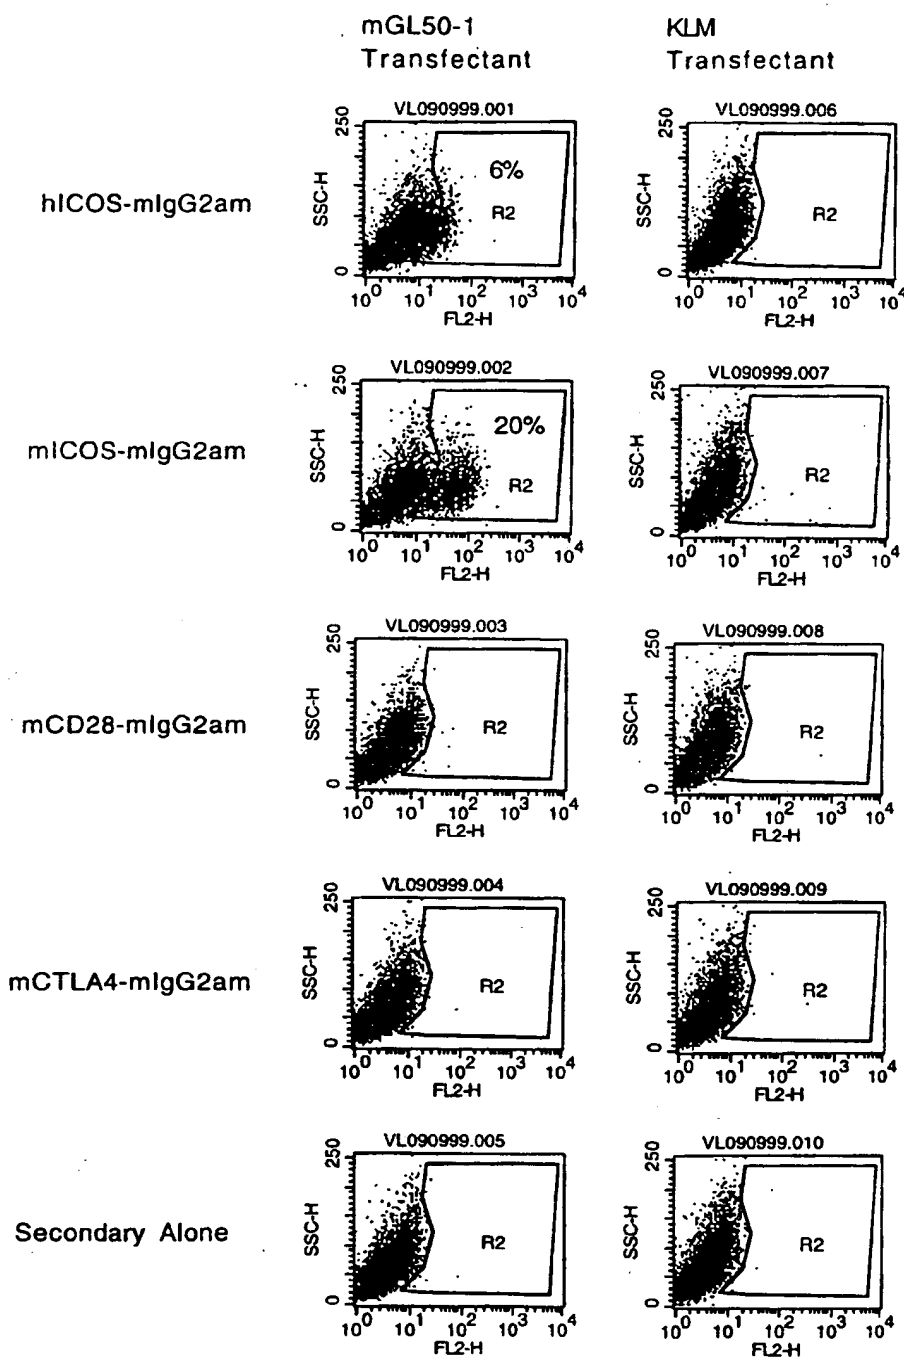 mGL50-1
Transfectant
KLM
Transfectant
hICOS-mIgG2am
VL090999.001
250
SSC-H
0
6%
R2
10^0 10^1 10^2 10^3 10^4
FL2-H
VL090999.006
250
SSC-H
0
R2
10^0 10^1 10^2 10^3 10^4
FL2-H
mICOS-mIgG2am
VL090999.002
250
SSC-H
0
20%
R2
10^0 10^1 10^2 10^3 10^4
FL2-H
VL090999.007
250
SSC-H
0
R2
10^0 10^1 10^2 10^3 10^4
FL2-H
mCD28-mIgG2am
VL090999.003
250
SSC-H
0
R2
10^0 10^1 10^2 10^3 10^4
FL2-H
VL090999.008
250
SSC-H
0
R2
10^0 10^1 10^2 10^3 10^4
FL2-H
mCTLA4-mIgG2am
VL090999.004
250
SSC-H
0
R2
10^0 10^1 10^2 10^3 10^4
FL2-H
VL090999.009
250
SSC-H
0
R2
10^0 10^1 10^2 10^3 10^4
FL2-H
Secondary Alone
VL090999.005
250
SSC-H
0
R2
10^0 10^1 10^2 10^3 10^4
FL2-H
VL090999.010
250
SSC-H
0
R2
10^0 10^1 10^2 10^3 10^4
FL2-H